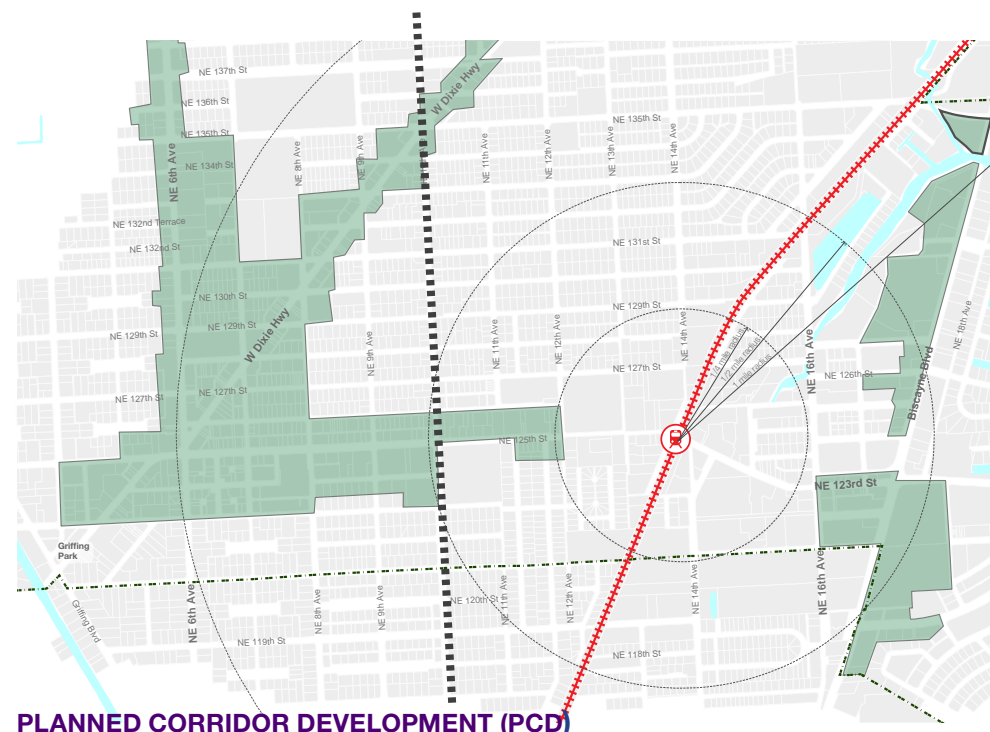 NE 137th St
W Dixie Hwy
NE 136th St
NE 135th St
NE 135th St
NE 6th Ave
NE 134th St
NE 8th Ave
NE 9th Ave
NE 11th Ave
NE 12th Ave
NE 13th Ave
NE 14th Ave
NE 132nd Terrace
NE 132nd St
NE 131st St
NE 130th St
NE 129th St
NE 129th St
NE 129th St
W Dixie Hwy
NE 9th Ave
NE 11th Ave
NE 12th Ave
NE 14th Ave
1/4 mile radius
1/2 mile radius
1 mile radius
NE 16th Ave
NE 18th Ave
NE 127th St
NE 126th St
Biscayne Blvd
NE 127th St
NE 127th St
NE 125th St
NE 123rd St
Griffing
Park
NE 6th Ave
NE 8th Ave
NE 9th Ave
NE 120th St
NE 11th Ave
NE 12th Ave
NE 14th Ave
NE 16th Ave
Griffing Blvd
NE 119th St
NE 118th St
PLANNED CORRIDOR DEVELOPMENT (PCD)